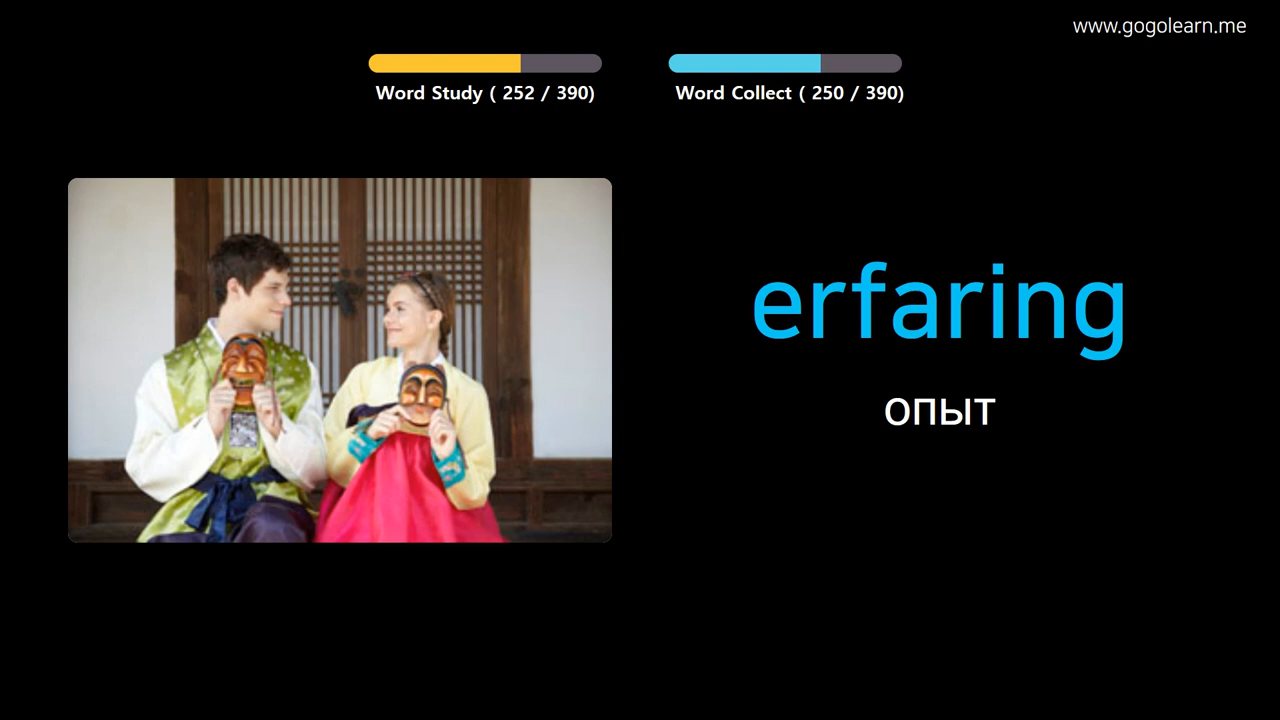 www.gogolearn.me
Word Study ( 252 / 390)
Word Collect ( 250 / 390)
erfaring
опыт